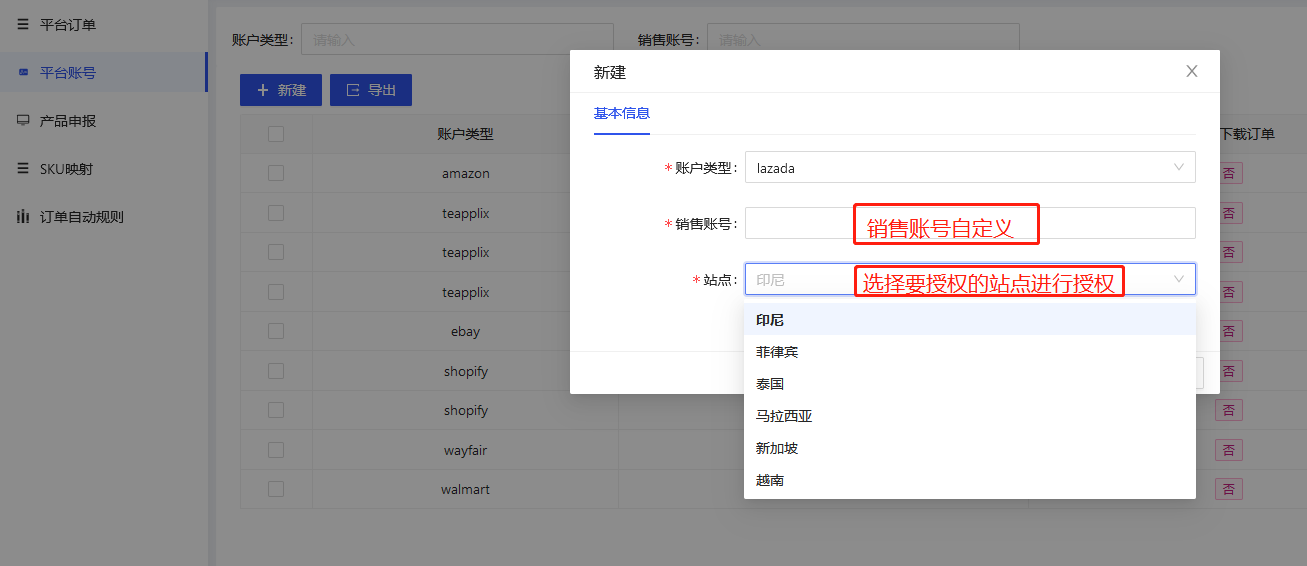 平台订单
平台账号
产品申报
SKU映射
订单自动规则
账户类型: 请输入 销售账号: 请输入
+ 新建 导出
账户类型 下载订单
amazon 否
teapplix 否
teapplix 否
teapplix 否
ebay 否
shopify 否
shopify 否
wayfair 否
walmart 否
新建
基本信息
* 账户类型: lazada
* 销售账号: 销售账号自定义
* 站点: 印尼 选择要授权的站点进行授权
印尼
菲律宾
泰国
马拉西亚
新加坡
越南